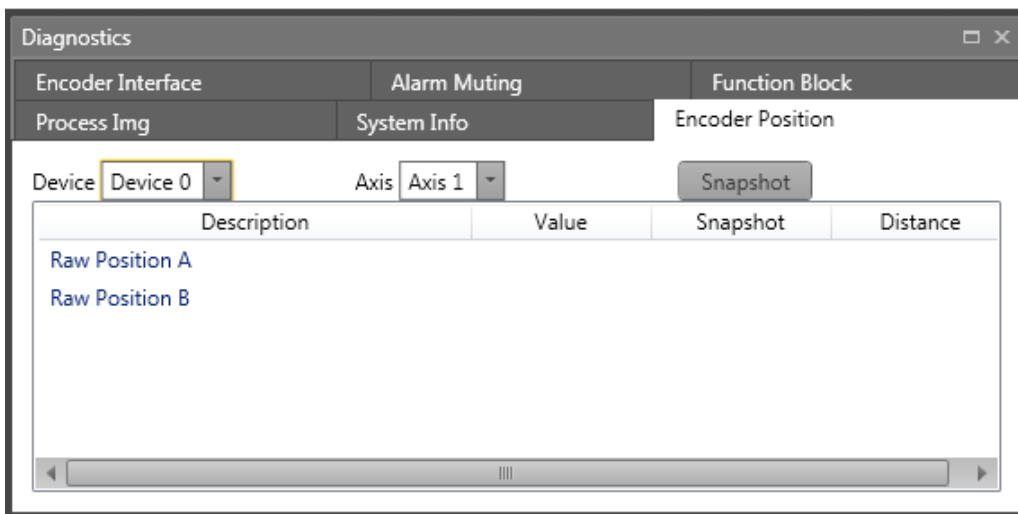 Diagnostics
Encoder Interface Alarm Muting Function Block
Process Img System Info Encoder Position
Device Device 0 Axis Axis 1 Snapshot
Description Value Snapshot Distance
Raw Position A
Raw Position B